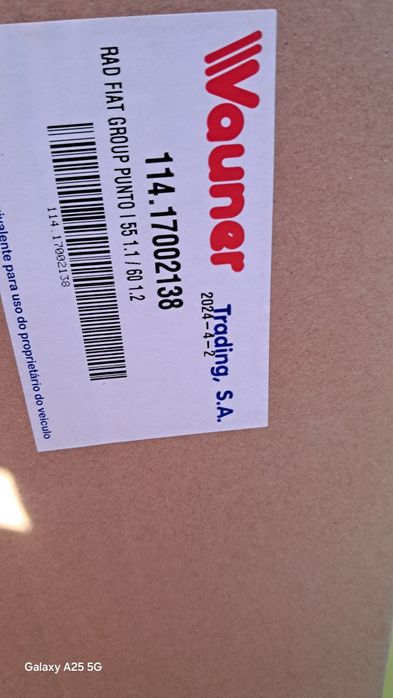 Vauner
Trading, S.A.
2024-4-2
114.17002138
RAD FIAT GROUP PUNTO I 55 1.1 / 60 1.2
114.17002138
para uso do proprietário do veículo
Galaxy A25 5G